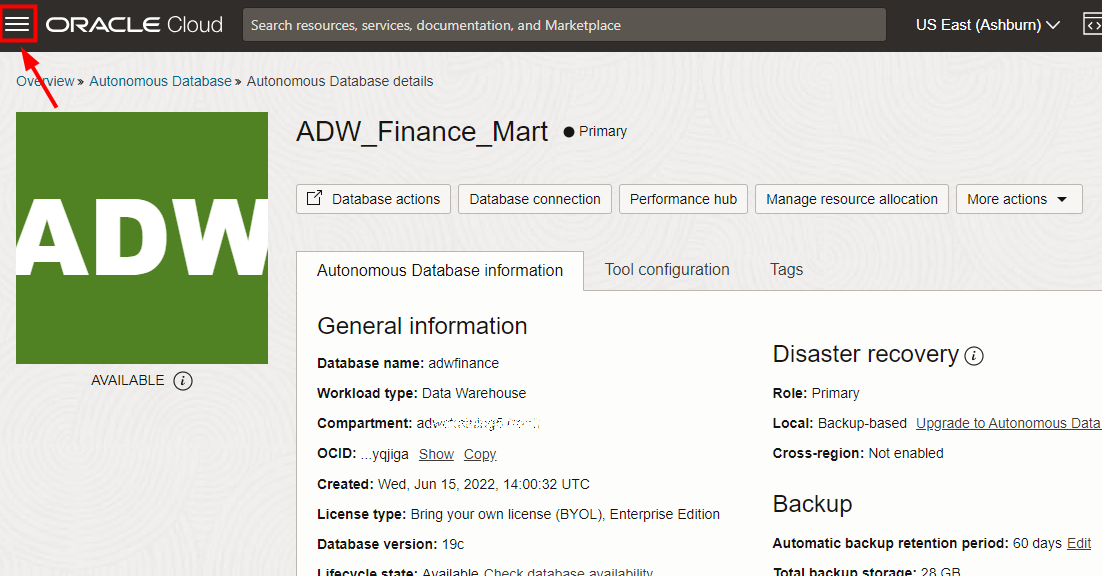 ORACLE Cloud
Search resources, services, documentation, and Marketplace
US East (Ashburn)
Overview » Autonomous Database » Autonomous Database details
ADW
AVAILABLE
ADW_Finance_Mart
Primary
Database actions
Database connection
Performance hub
Manage resource allocation
More actions
Autonomous Database information
Tool configuration
Tags
General information
Database name: adwfinance
Workload type: Data Warehouse
Compartment:
OCID: ...yqjiga Show Copy
Created: Wed, Jun 15, 2022, 14:00:32 UTC
License type: Bring your own license (BYOL), Enterprise Edition
Database version: 19c
Lifecycle state: Available Check database availability
Disaster recovery
Role: Primary
Local: Backup-based Upgrade to Autonomous Data
Cross-region: Not enabled
Backup
Automatic backup retention period: 60 days Edit
Total backup storage: 28 GB